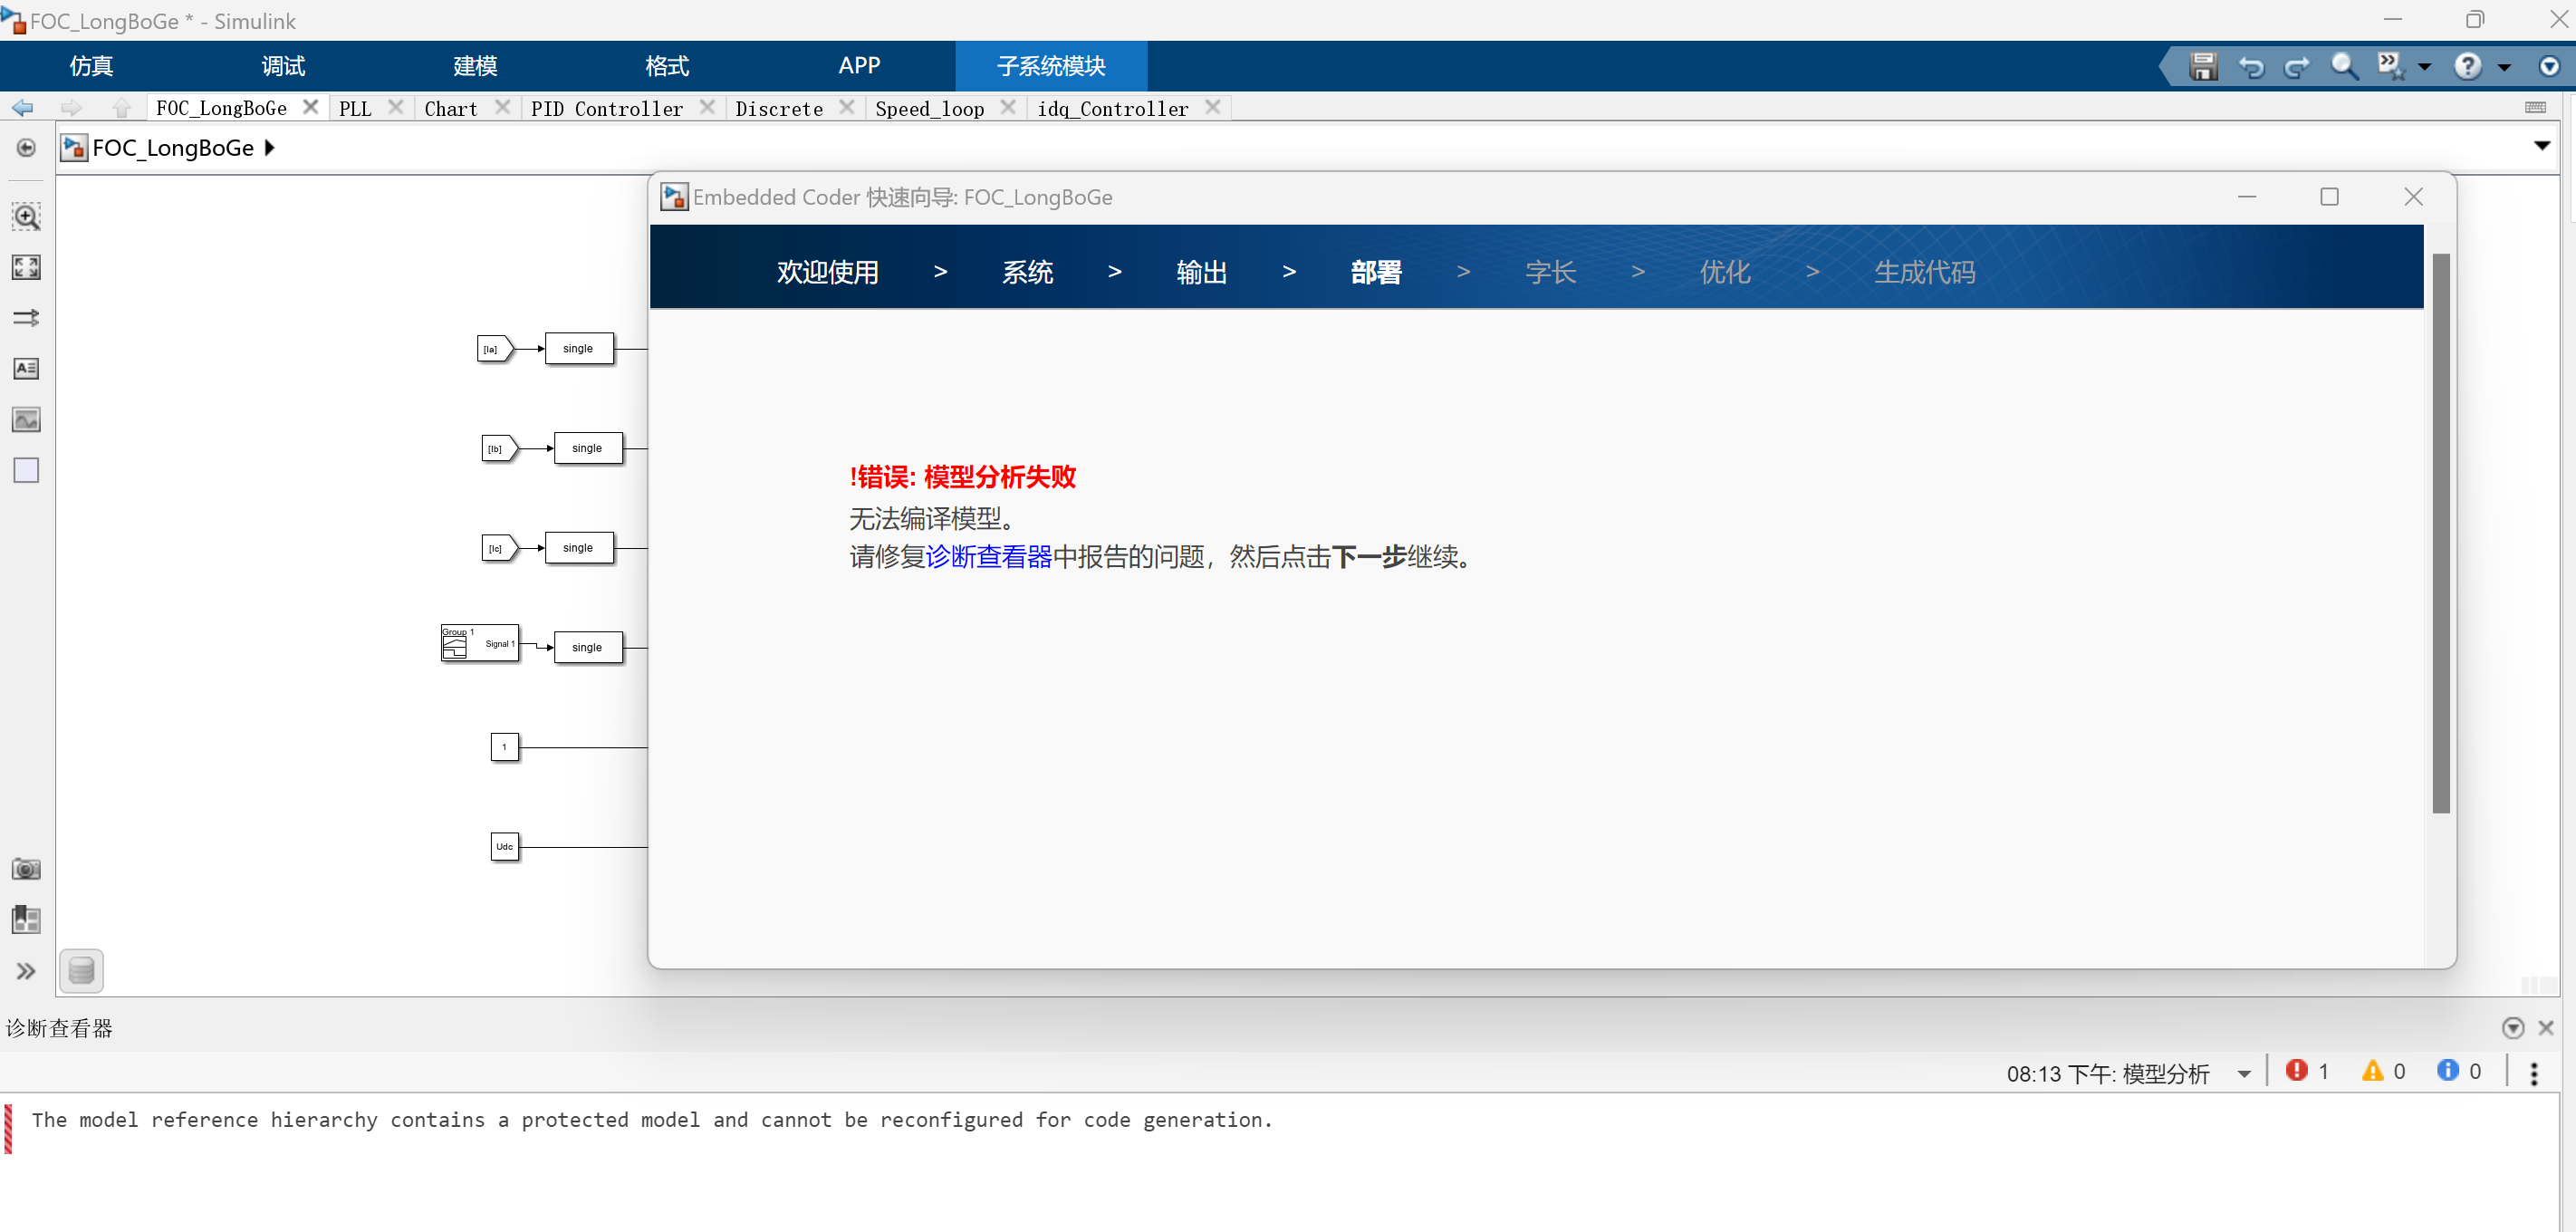 FOC_LongBoGe * - Simulink
仿真 调试 建模 格式 APP 子系统模块
FOC_LongBoGe PLL Chart PID Controller Discrete Speed_loop idq_Controller
FOC_LongBoGe
Embedded Coder 快速向导: FOC_LongBoGe
欢迎使用 > 系统 > 输出 > 部署 > 字长 > 优化 > 生成代码
[Ia] single
[Ib] single
[Ic] single
Group 1
Signal 1 single
1
Udc
!错误: 模型分析失败
无法编译模型。
请修复诊断查看器中报告的问题，然后点击下一步继续。
诊断查看器
08:13 下午: 模型分析 1 0 0
The model reference hierarchy contains a protected model and cannot be reconfigured for code generation.